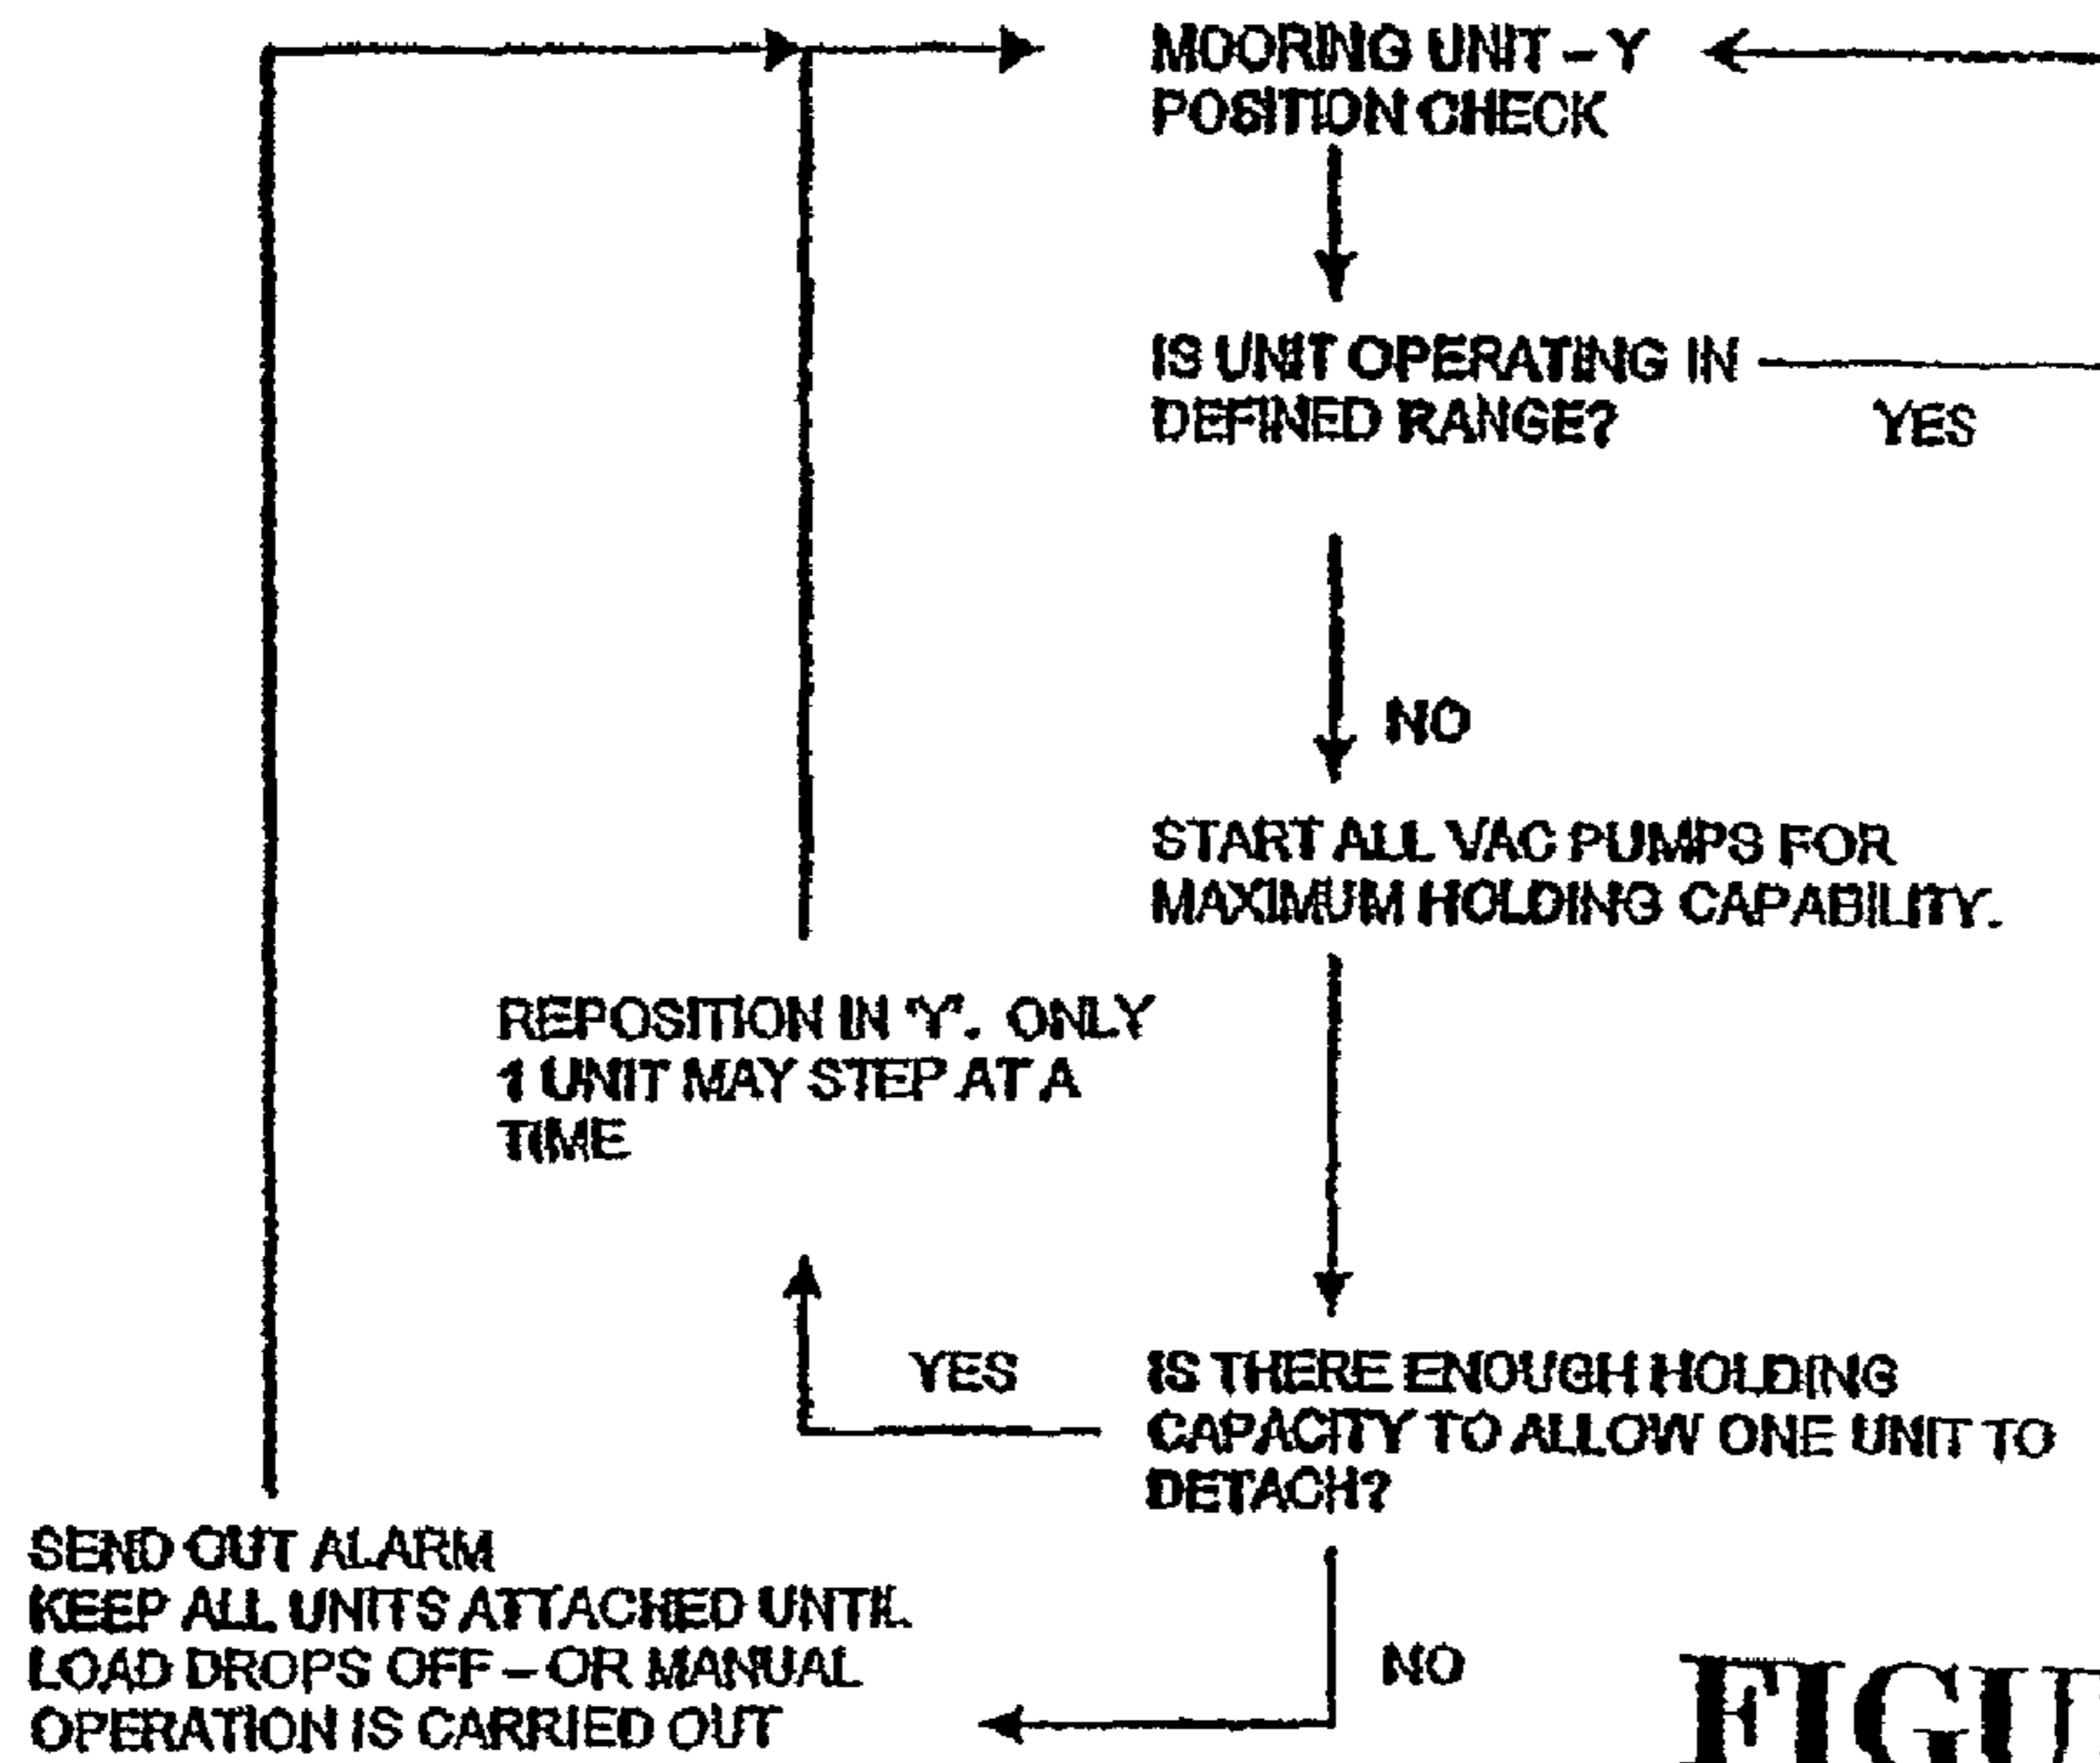 MOORING UNIT – Y
POSITION CHECK
IS UNIT OPERATING IN
DEFINED RANGE?
YES
NO
START ALL VAC PUMPS FOR
MAXIMUM HOLDING CAPABILITY.
REPOSITION IN 'Y'. ONLY
1 UNIT MAY STEP AT A
TIME
YES
IS THERE ENOUGH HOLDING
CAPACITY TO ALLOW ONE UNIT TO
DETACH?
SEND OUT ALARM
KEEP ALL UNITS ATTACHED UNTIL
LOAD DROPS OFF – OR MANUAL
OPERATION IS CARRIED OUT
NO
FIGU